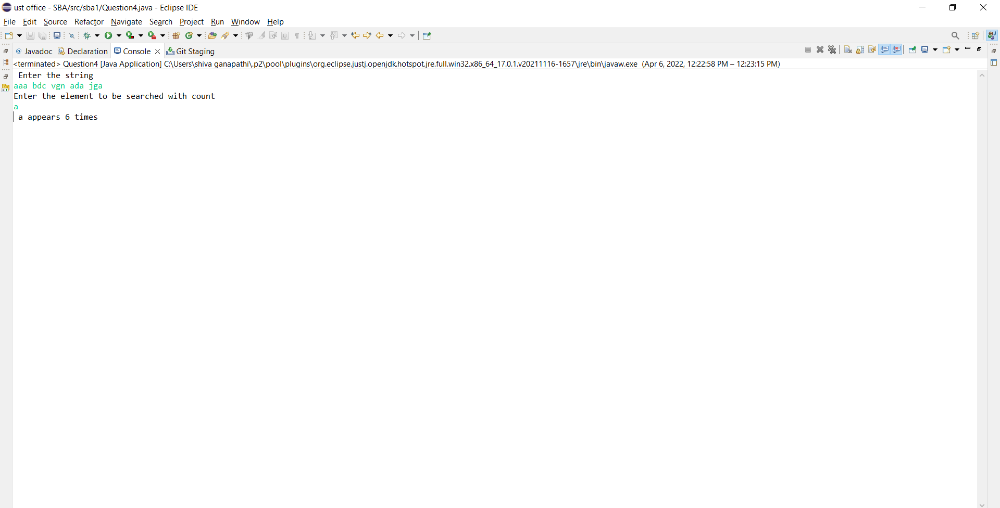 ust office - SBA/src/sba1/Question4.java - Eclipse IDE
File Edit Source Refactor Navigate Search Project Run Window Help
@ Javadoc Declaration Console Git Staging
<terminated> Question4 [Java Application] C:\Users\shiva ganapathi\.p2\pool\plugins\org.eclipse.justj.openjdk.hotspot.jre.full.win32.x86_64_17.0.1.v20211116-1657\jre\bin\javaw.exe (Apr 6, 2022, 12:22:58 PM – 12:23:15 PM)
Enter the string
aaa bdc vgn ada jga
Enter the element to be searched with count
a
a appears 6 times